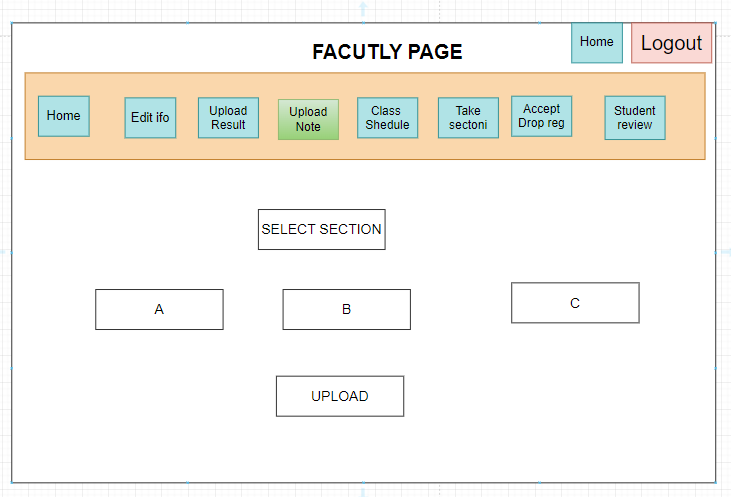 FACUTLY PAGE
Home
Logout
Home
Edit ifo
Upload
Result
Upload
Note
Class
Shedule
Take
sectoni
Accept
Drop reg
Student
review
SELECT SECTION
A
B
C
UPLOAD